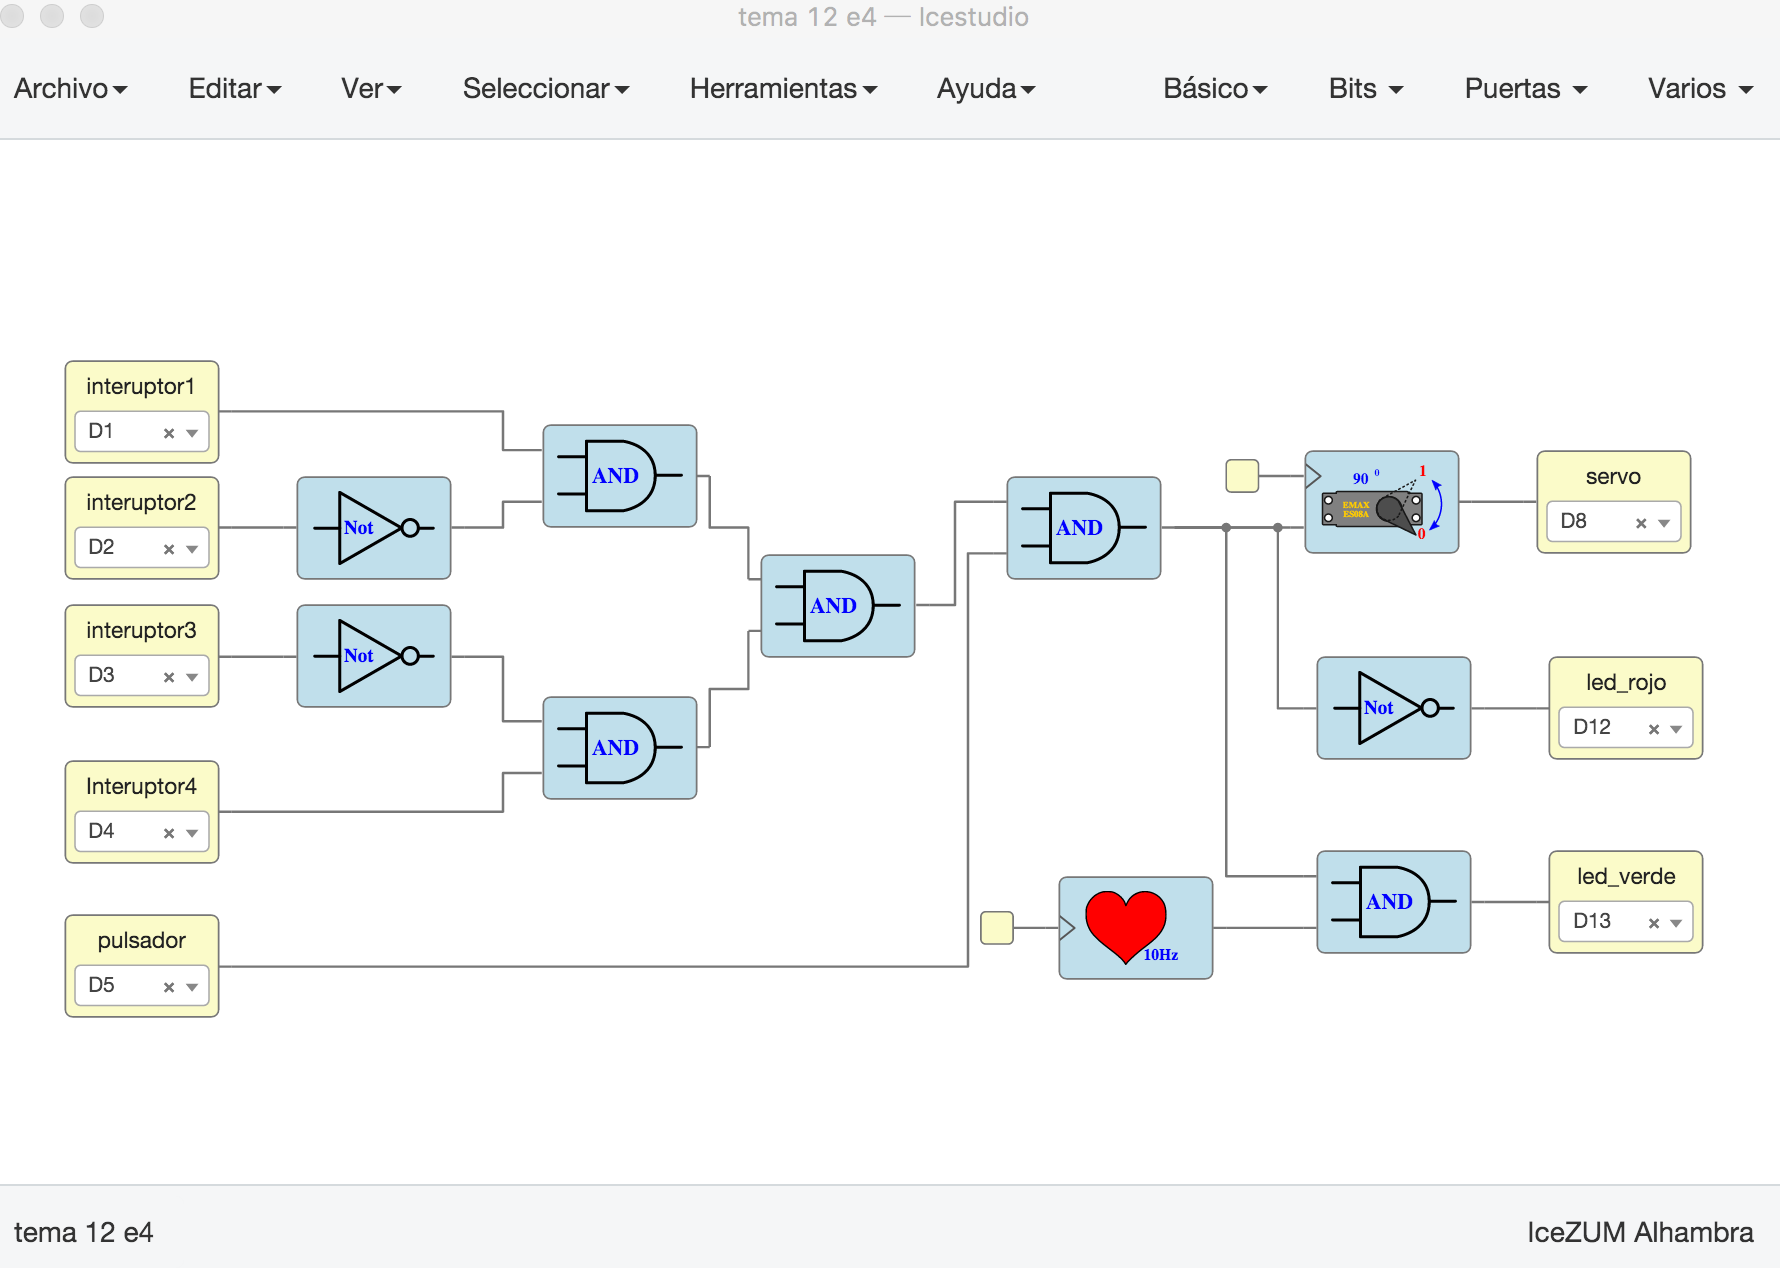 tema 12 e4 — Icestudio
Archivo Editar Ver Seleccionar Herramientas Ayuda Básico Bits Puertas Varios
interuptor1
D1
interuptor2
D2
Not
AND
interuptor3
D3
Not
AND
AND
Interuptor4
D4
pulsador
D5
AND
90 0 1
EMAX
ES08A
0
servo
D8
Not
led_rojo
D12
10Hz
AND
led_verde
D13
tema 12 e4
IceZUM Alhambra